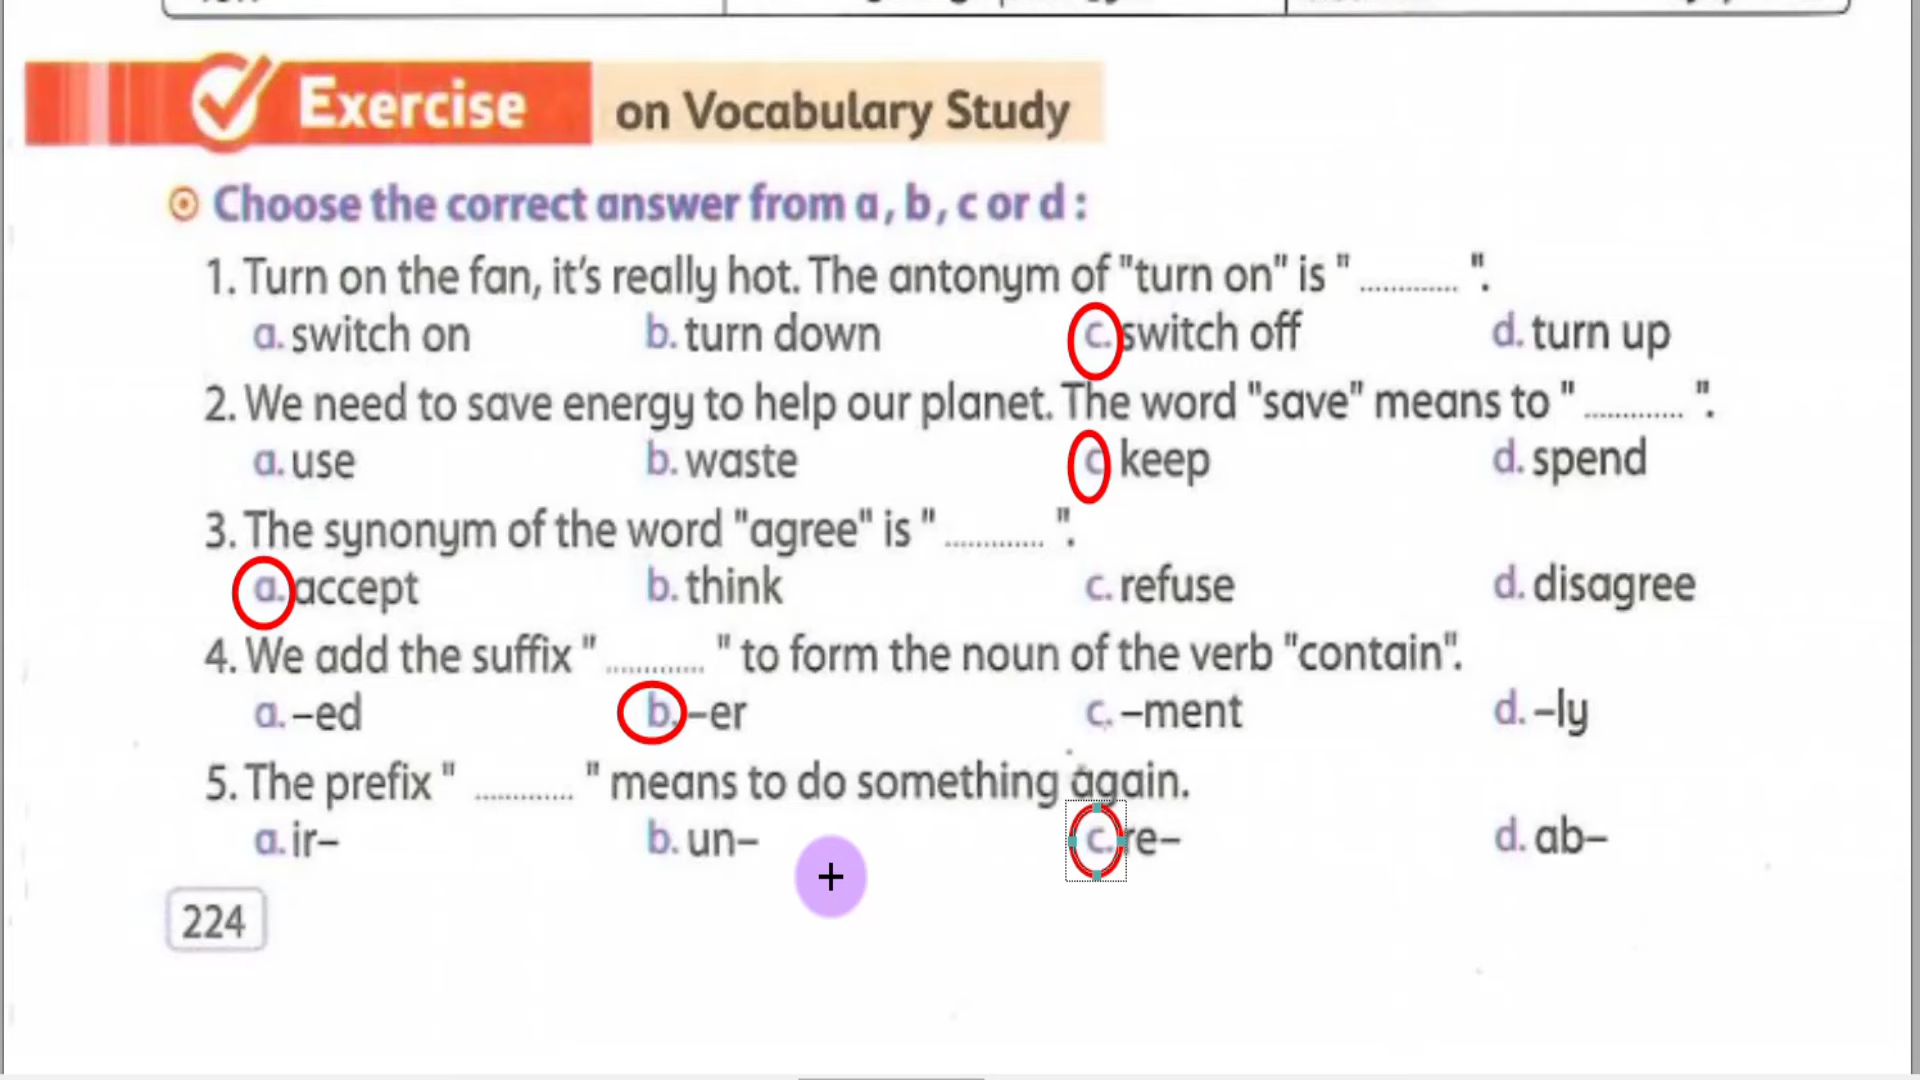 Exercise on Vocabulary Study
Choose the correct answer from a, b, c or d :
1. Turn on the fan, it's really hot. The antonym of "turn on" is " ............ ".
a. switch on b. turn down c. switch off d. turn up
2. We need to save energy to help our planet. The word "save" means to " ............ ".
a. use b. waste c. keep d. spend
3. The synonym of the word "agree" is " ............ ".
a. accept b. think c. refuse d. disagree
4. We add the suffix " ............ " to form the noun of the verb "contain".
a. –ed b. –er c. –ment d. –ly
5. The prefix " ............ " means to do something again.
a. ir– b. un– c. re– d. ab–
224